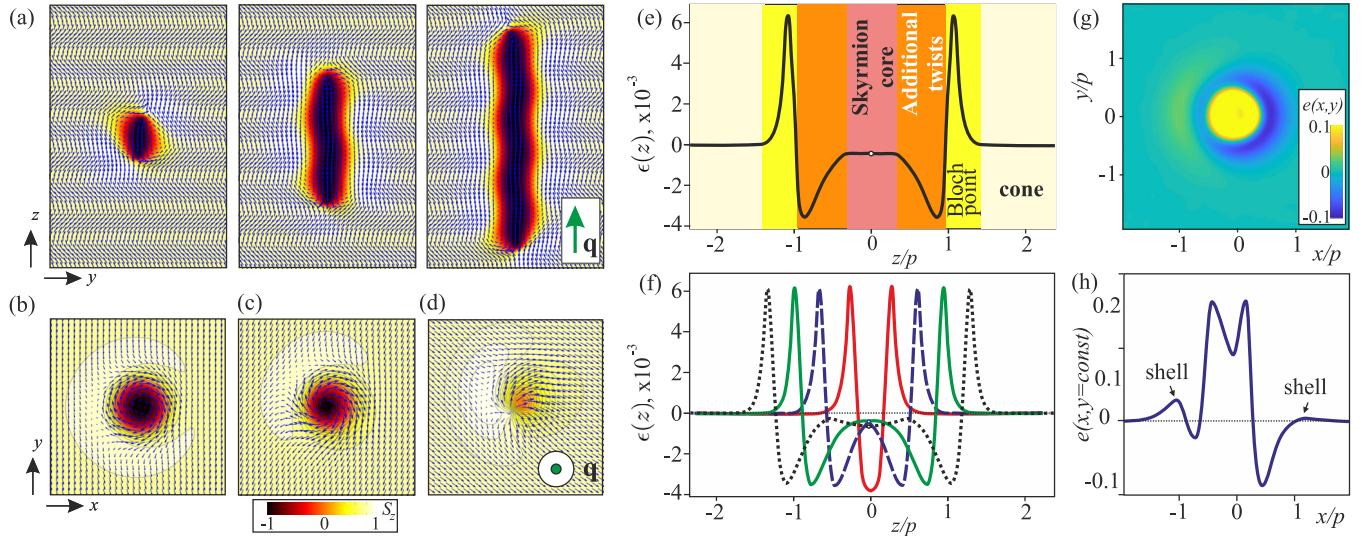 (a)
z
y
q
(b)
(c)
(d)
y
x
q
-1 0 1 S_z
(e)
ϵ(z), x10⁻³
6
4
2
0
-2
-4
Skyrmion
core
Additional
twists
Bloch
point
cone
-2 -1 0 1 2
z/p
(f)
ϵ(z), x10⁻³
6
4
2
0
-2
-4
-2 -1 0 1 2
z/p
(g)
y/p
1
0
-1
e(x,y)
0.1
0
-0.1
-1 0 1 x/p
(h)
e(x,y=const)
0.2
0.1
0
-0.1
shell
shell
-1 0 1 x/p